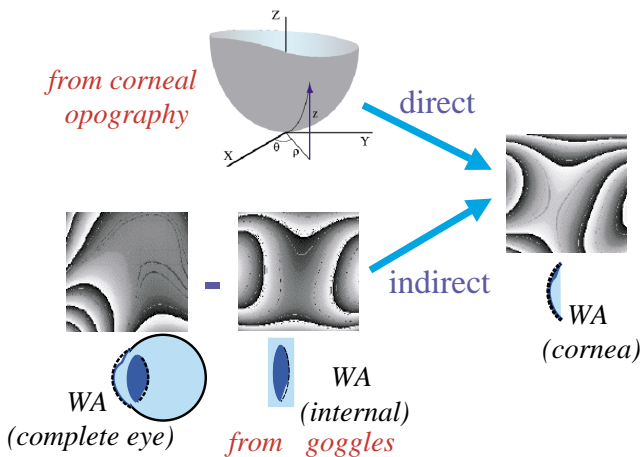 Z
from corneal
opography
direct
z
X
θ
ρ
Y
-
indirect
WA
(cornea)
WA
(complete eye)
WA
(internal)
from goggles